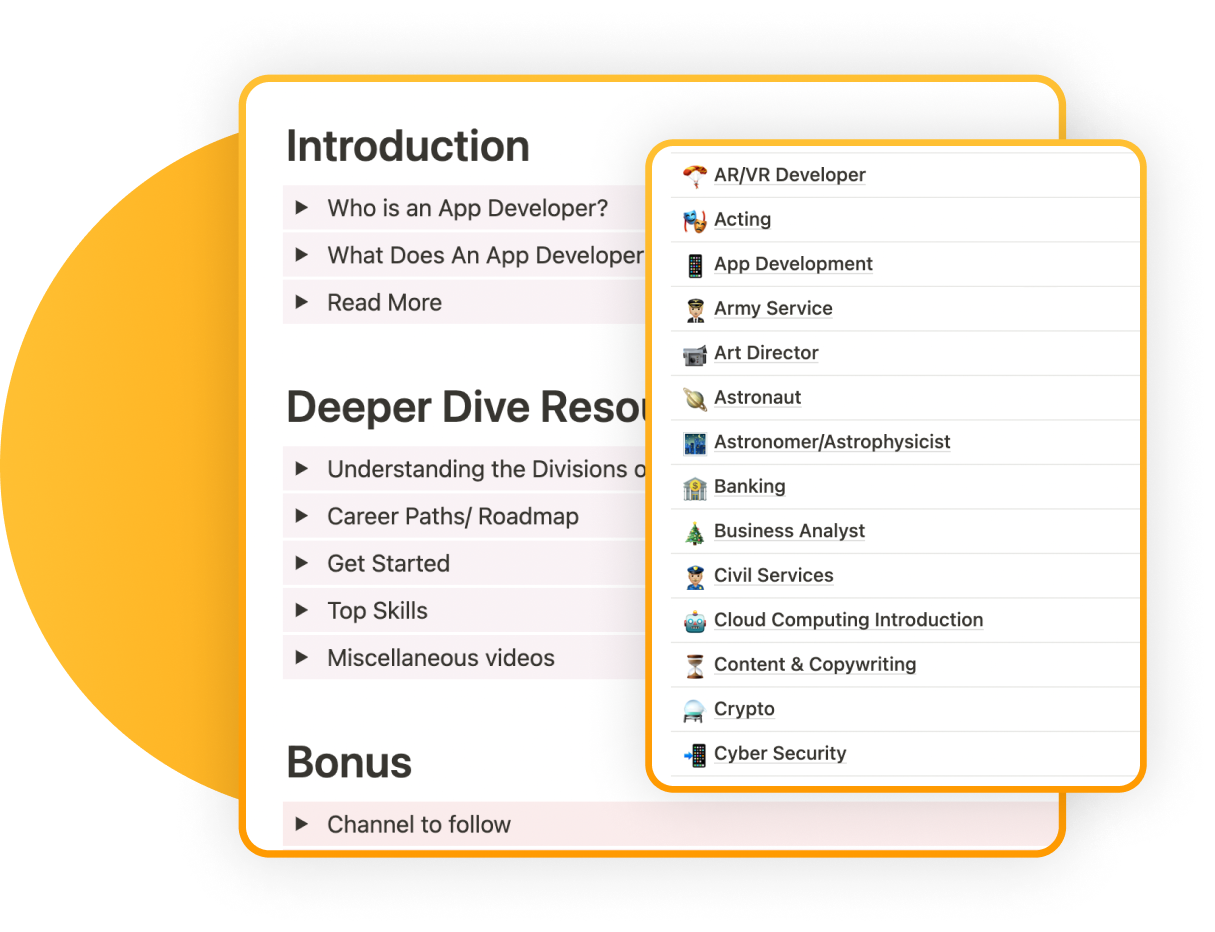 Introduction
Who is an App Developer?
What Does An App Developer
Read More
Deeper Dive
Understanding the Divisions
Career Paths/ Roadmap
Get Started
Top Skills
Miscellaneous videos
Bonus
Channel to follow
AR/VR Developer
Acting
App Development
Army Service
Art Director
Astronaut
Astronomer/Astrophysicist
Banking
Business Analyst
Civil Services
Cloud Computing Introduction
Content & Copywriting
Crypto
Cyber Security